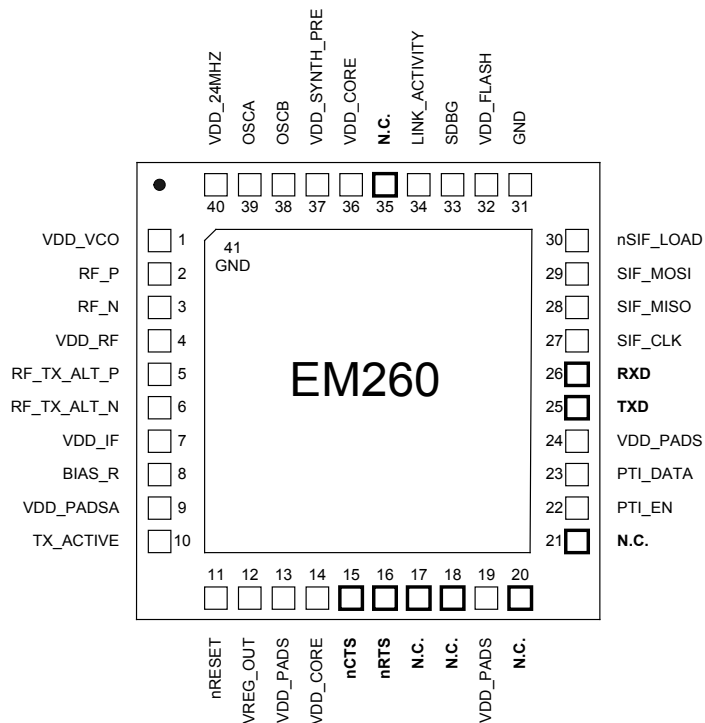 VDD_24MHZ
OSCA
OSCB
VDD_SYNTH_PRE
VDD_CORE
N.C.
LINK_ACTIVITY
SDBG
VDD_FLASH
GND
40 39 38 37 36 35 34 33 32 31
VDD_VCO 1
RF_P 2
RF_N 3
VDD_RF 4
RF_TX_ALT_P 5
RF_TX_ALT_N 6
VDD_IF 7
BIAS_R 8
VDD_PADSA 9
TX_ACTIVE 10
41
GND
EM260
30 nSIF_LOAD
29 SIF_MOSI
28 SIF_MISO
27 SIF_CLK
26 RXD
25 TXD
24 VDD_PADS
23 PTI_DATA
22 PTI_EN
21 N.C.
11 12 13 14 15 16 17 18 19 20
nRESET
VREG_OUT
VDD_PADS
VDD_CORE
nCTS
nRTS
N.C.
N.C.
VDD_PADS
N.C.